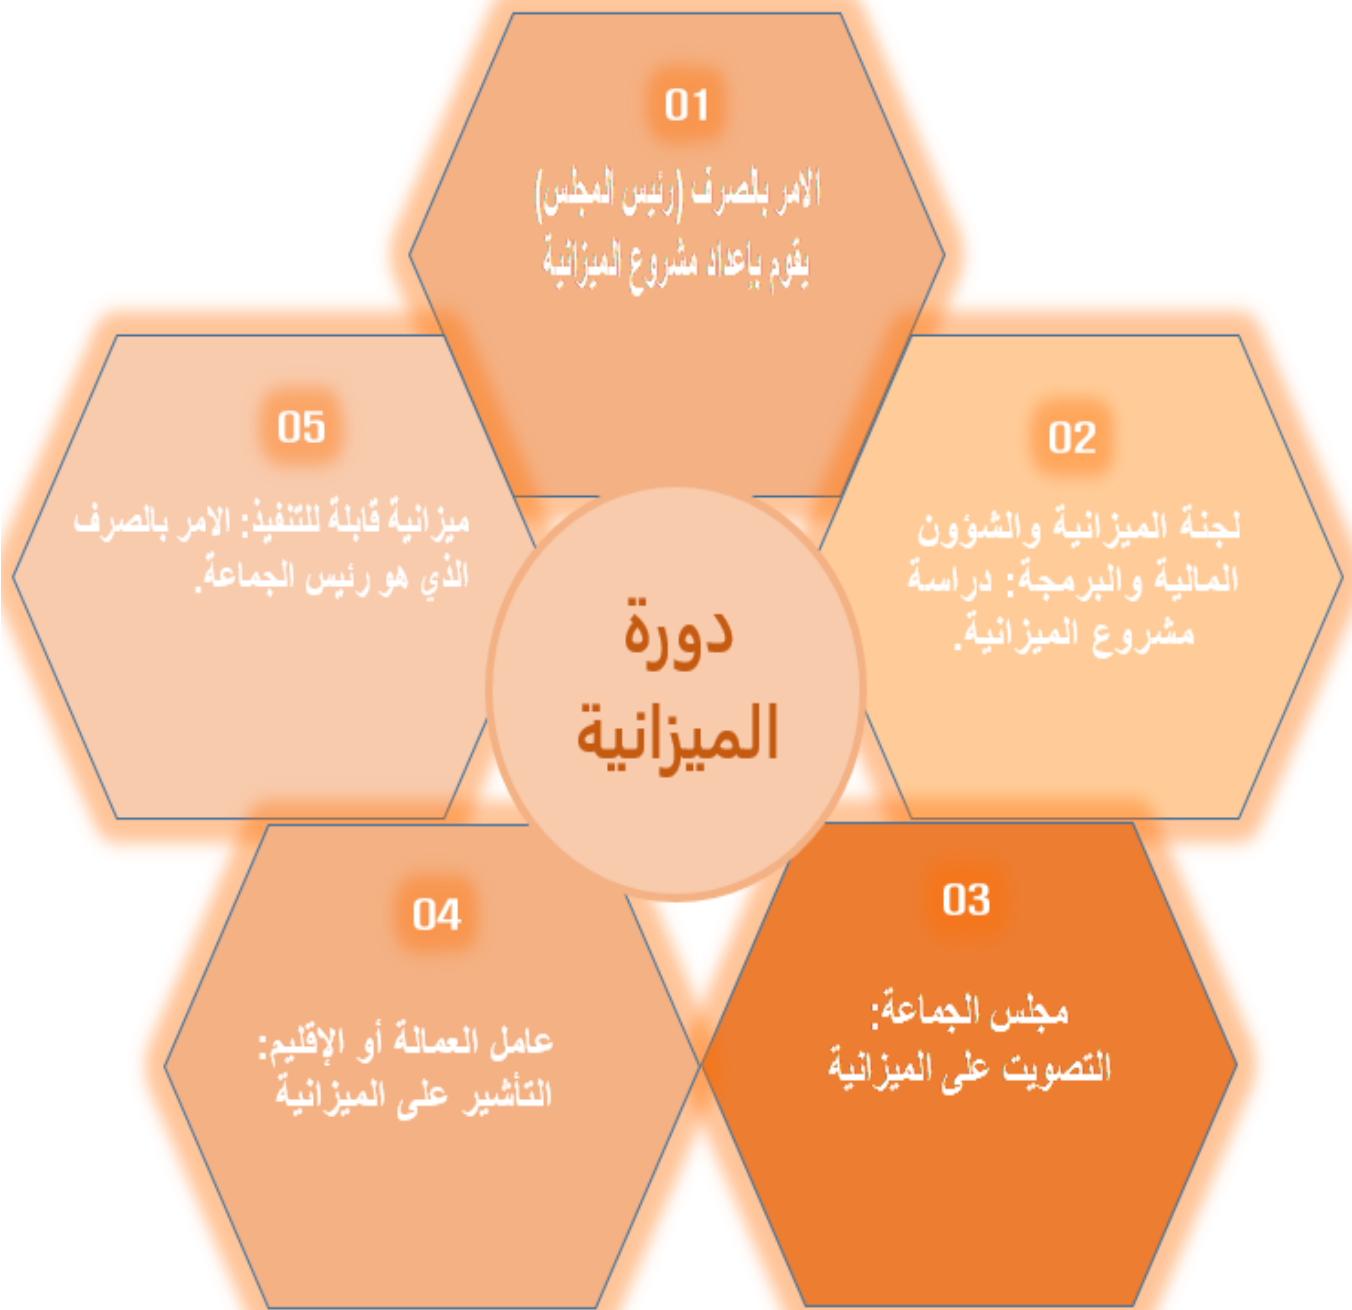 01
الامر بالصرف (رئيس المجلس)
يقوم بإعداد مشروع الميزانية
02
لجنة الميزانية والشؤون
المالية والبرمجة: دراسة
مشروع الميزانية.
03
مجلس الجماعة:
التصويت على الميزانية
04
عامل العمالة أو الإقليم:
التأشير على الميزانية
05
ميزانية قابلة للتنفيذ: الامر بالصرف
الذي هو رئيس الجماعة.
دورة
الميزانية